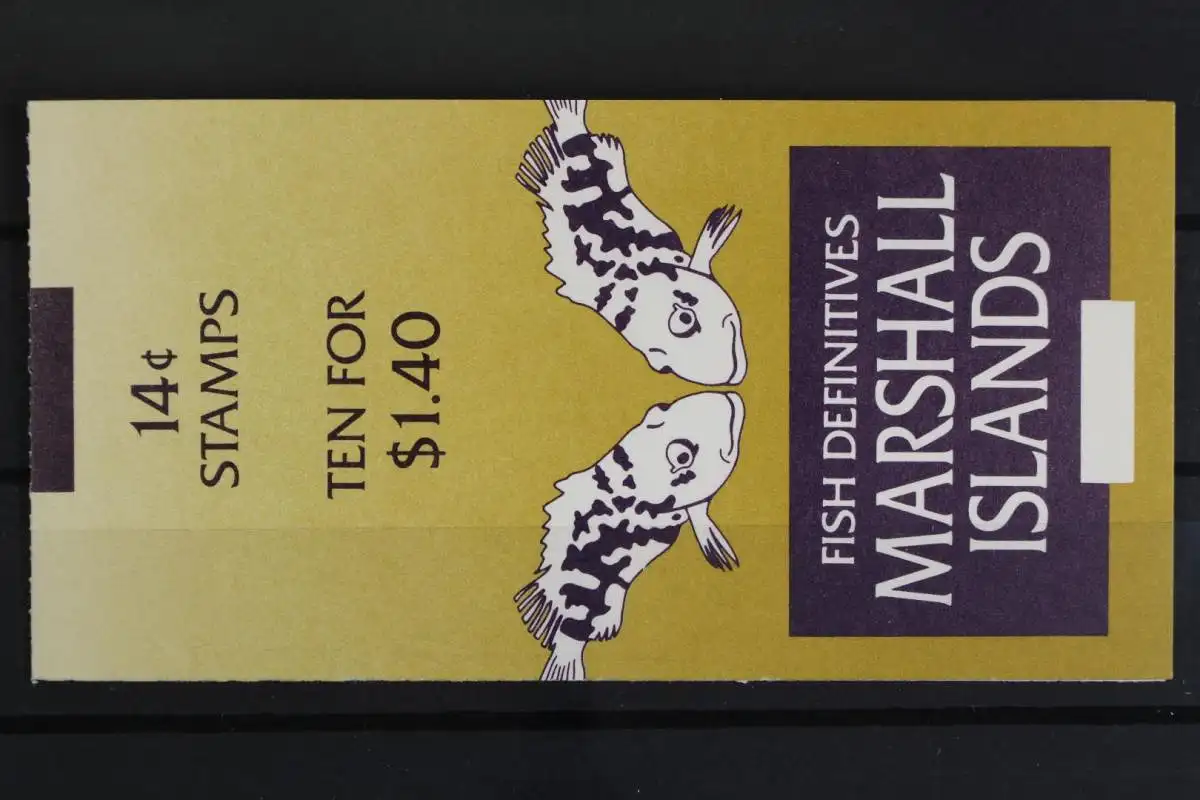 14¢
STAMPS
TEN FOR
$1.40
FISH DEFINITIVES
MARSHALL
ISLANDS